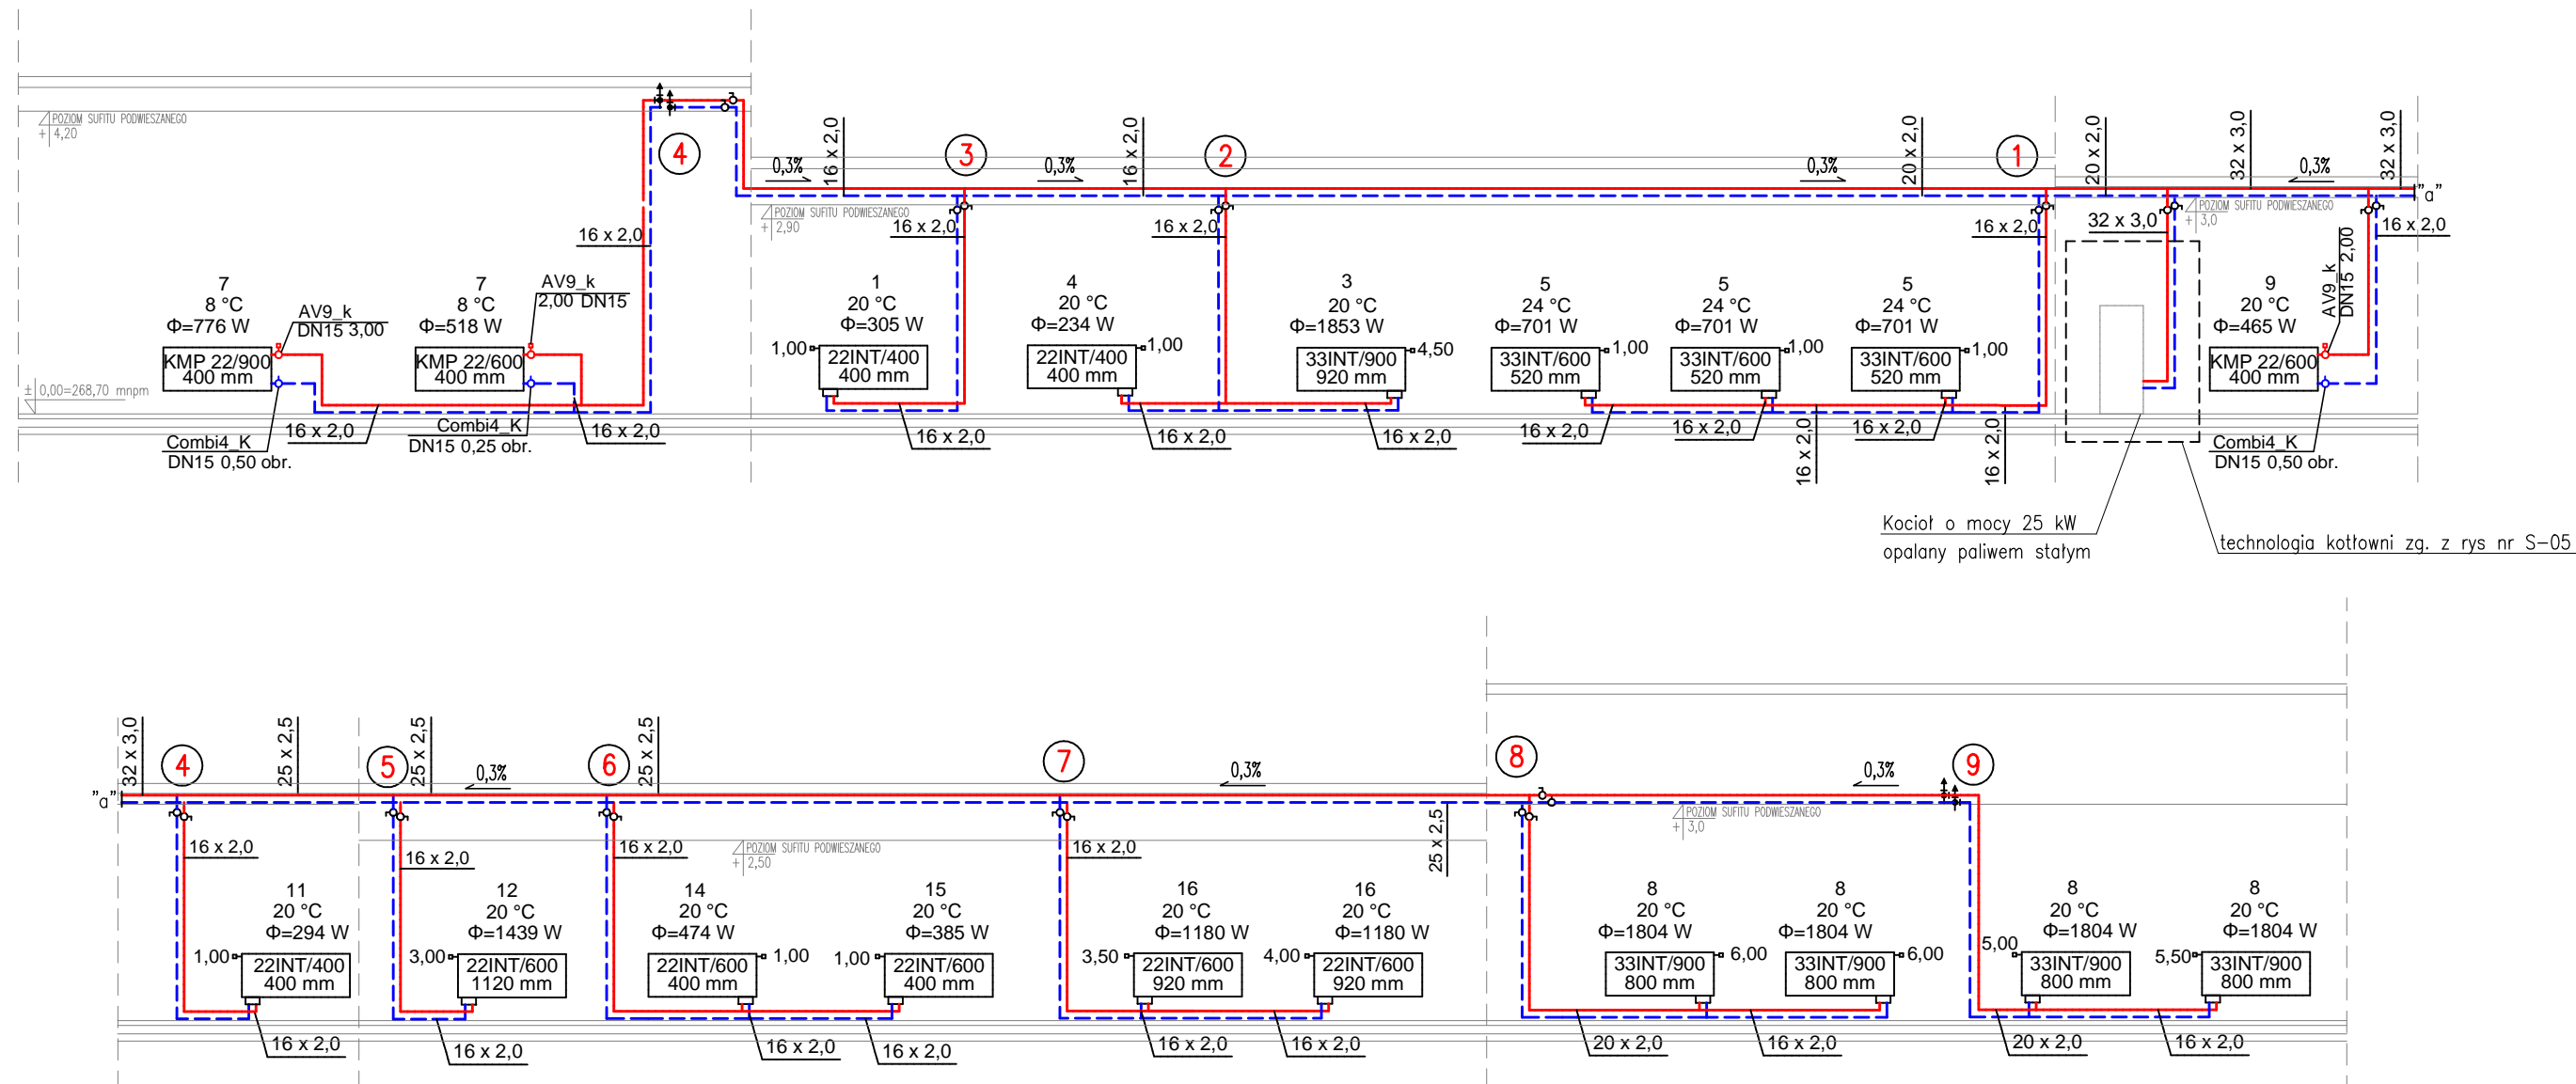 POZIOM SUFITU PODWIESZANEGO
+ 4,20
4
0,3%
16 x 2,0
3
0,3%
16 x 2,0
2
0,3%
20 x 2,0
1
20 x 2,0
32 x 3,0
0,3%
32 x 3,0
"a"
POZIOM SUFITU PODWIESZANEGO
+ 2,90
POZIOM SUFITU PODWIESZANEGO
+ 3,0
16 x 2,0
16 x 2,0
16 x 2,0
16 x 2,0
32 x 3,0
16 x 2,0
7
8 °C
Φ=776 W
KMP 22/900
400 mm
AV9_k
DN15 3,00
7
8 °C
Φ=518 W
KMP 22/600
400 mm
AV9_k
2,00 DN15
1
20 °C
Φ=305 W
1,00
22INT/400
400 mm
4
20 °C
Φ=234 W
1,00
22INT/400
400 mm
3
20 °C
Φ=1853 W
4,50
33INT/900
920 mm
5
24 °C
Φ=701 W
1,00
33INT/600
520 mm
5
24 °C
Φ=701 W
1,00
33INT/600
520 mm
5
24 °C
Φ=701 W
1,00
33INT/600
520 mm
9
20 °C
Φ=465 W
KMP 22/600
400 mm
AV9_k
DN15 2,00
± 0,00=268,70 mnpm
Combi4_K
DN15 0,50 obr.
16 x 2,0
Combi4_K
DN15 0,25 obr.
16 x 2,0
16 x 2,0
16 x 2,0
16 x 2,0
16 x 2,0
16 x 2,0
16 x 2,0
16 x 2,0
16 x 2,0
Combi4_K
DN15 0,50 obr.
Kocioł o mocy 25 kW
opalany paliwem stałym
technologia kotłowni zg. z rys nr S-05
"a"
32 x 3,0
4
25 x 2,5
5
25 x 2,5
0,3%
6
25 x 2,5
7
0,3%
25 x 2,5
8
0,3%
9
POZIOM SUFITU PODWIESZANEGO
+ 2,50
POZIOM SUFITU PODWIESZANEGO
+ 3,0
16 x 2,0
16 x 2,0
16 x 2,0
16 x 2,0
11
20 °C
Φ=294 W
1,00
22INT/400
400 mm
12
20 °C
Φ=1439 W
3,00
22INT/600
1120 mm
14
20 °C
Φ=474 W
1,00
22INT/600
400 mm
15
20 °C
Φ=385 W
1,00
22INT/600
400 mm
16
20 °C
Φ=1180 W
3,50
22INT/600
920 mm
16
20 °C
Φ=1180 W
4,00
22INT/600
920 mm
8
20 °C
Φ=1804 W
6,00
33INT/900
800 mm
8
20 °C
Φ=1804 W
6,00
33INT/900
800 mm
8
20 °C
Φ=1804 W
5,00
33INT/900
800 mm
8
20 °C
Φ=1804 W
5,50
33INT/900
800 mm
16 x 2,0
16 x 2,0
16 x 2,0
16 x 2,0
16 x 2,0
16 x 2,0
20 x 2,0
16 x 2,0
20 x 2,0
16 x 2,0